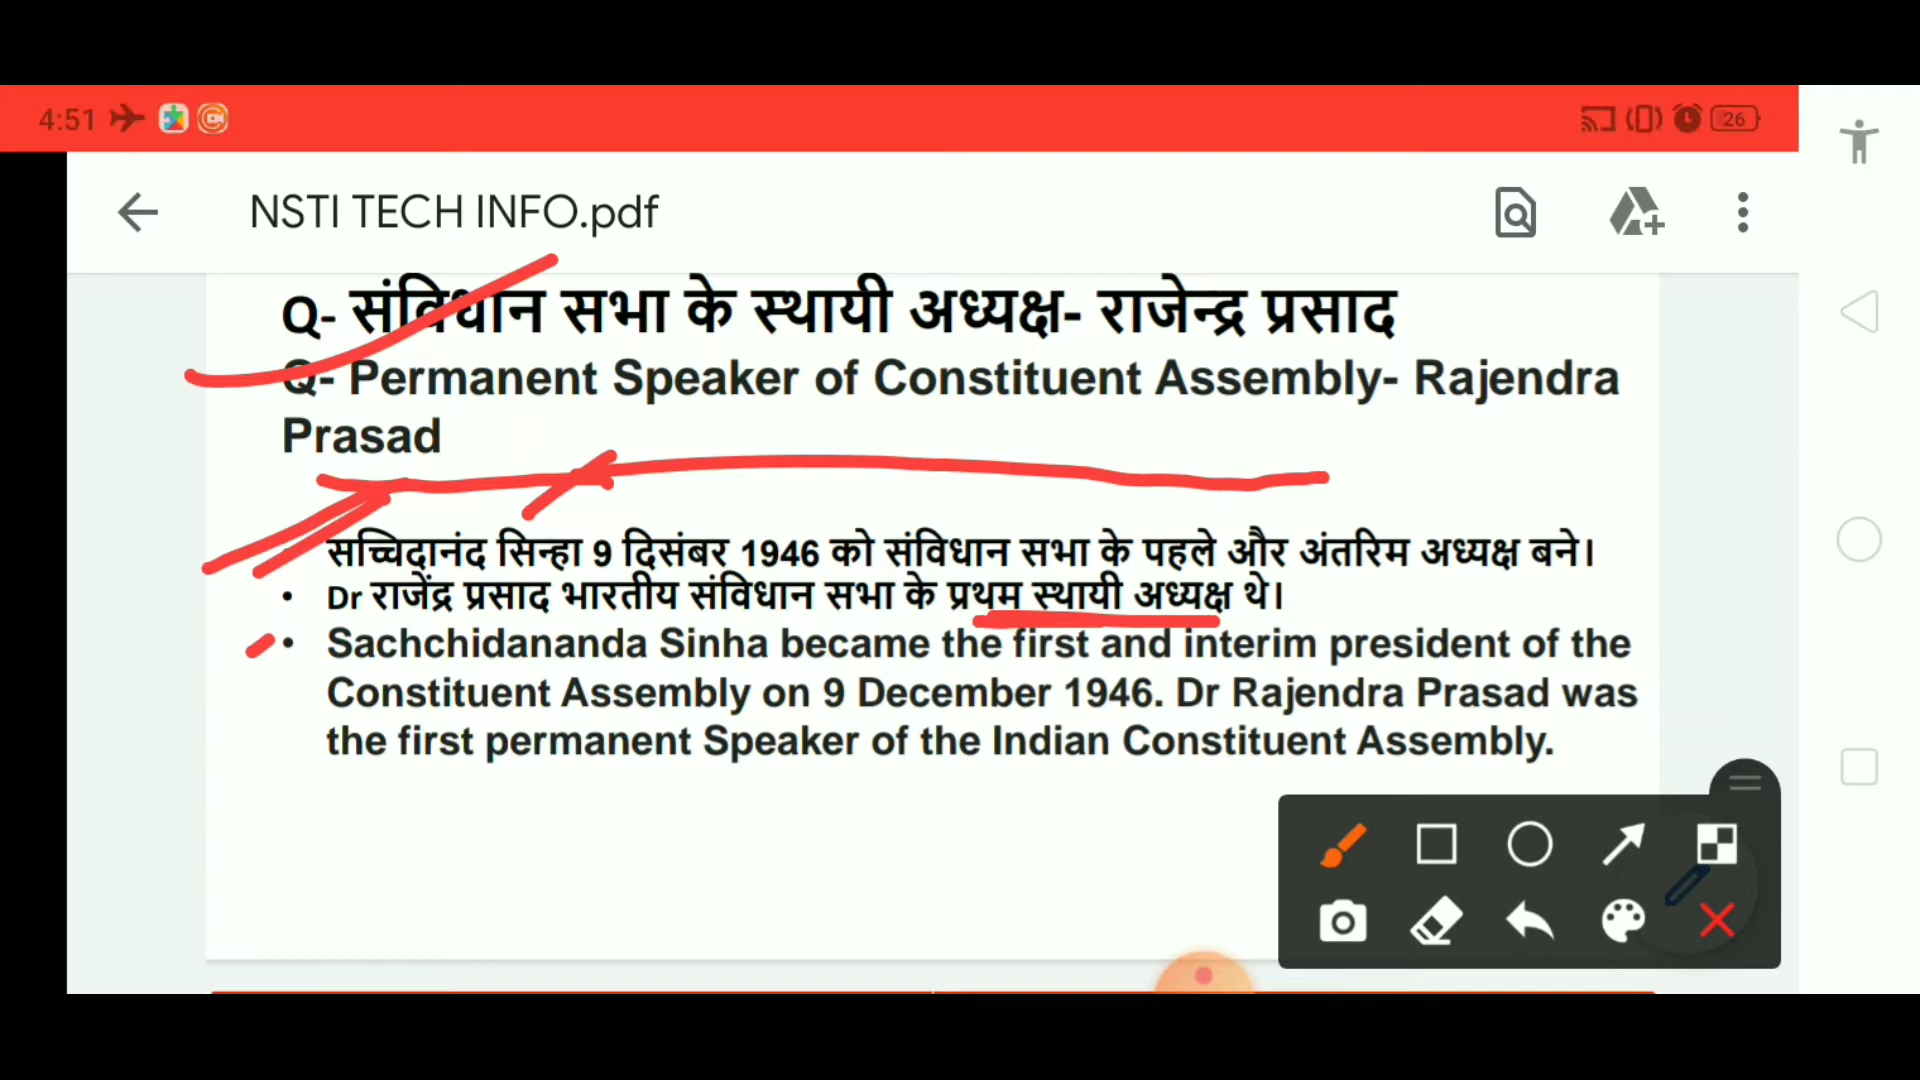 4:51
26
NSTI TECH INFO.pdf
Q- संविधान सभा के स्थायी अध्यक्ष- राजेन्द्र प्रसाद
Q- Permanent Speaker of Constituent Assembly- Rajendra
Prasad
सच्चिदानंद सिन्हा 9 दिसंबर 1946 को संविधान सभा के पहले और अंतरिम अध्यक्ष बने।
• Dr राजेंद्र प्रसाद भारतीय संविधान सभा के प्रथम स्थायी अध्यक्ष थे।
• Sachchidananda Sinha became the first and interim president of the
Constituent Assembly on 9 December 1946. Dr Rajendra Prasad was
the first permanent Speaker of the Indian Constituent Assembly.